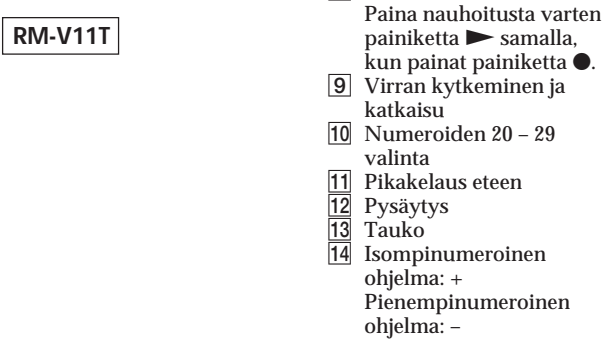 RM-V11T
Paina nauhoitusta varten
painiketta ► samalla,
kun painat painiketta ●.
9 Virran kytkeminen ja
katkaisu
10 Numeroiden 20 – 29
valinta
11 Pikakelaus eteen
12 Pysäytys
13 Tauko
14 Isompinumeroinen
ohjelma: +
Pienempinumeroinen
ohjelma: –